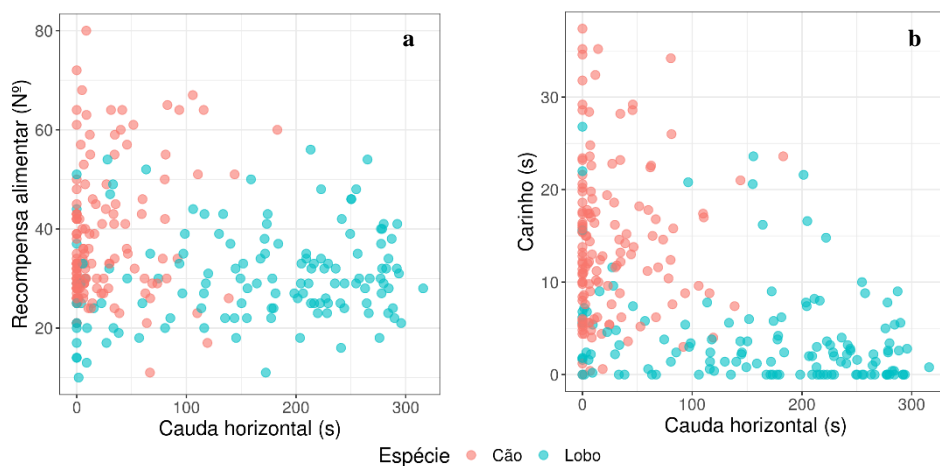 a
Recompensa alimentar (Nº)
80
60
40
20
0
100
200
300
Cauda horizontal (s)
b
Carinho (s)
30
20
10
0
0
100
200
300
Cauda horizontal (s)
Espécie Cão Lobo